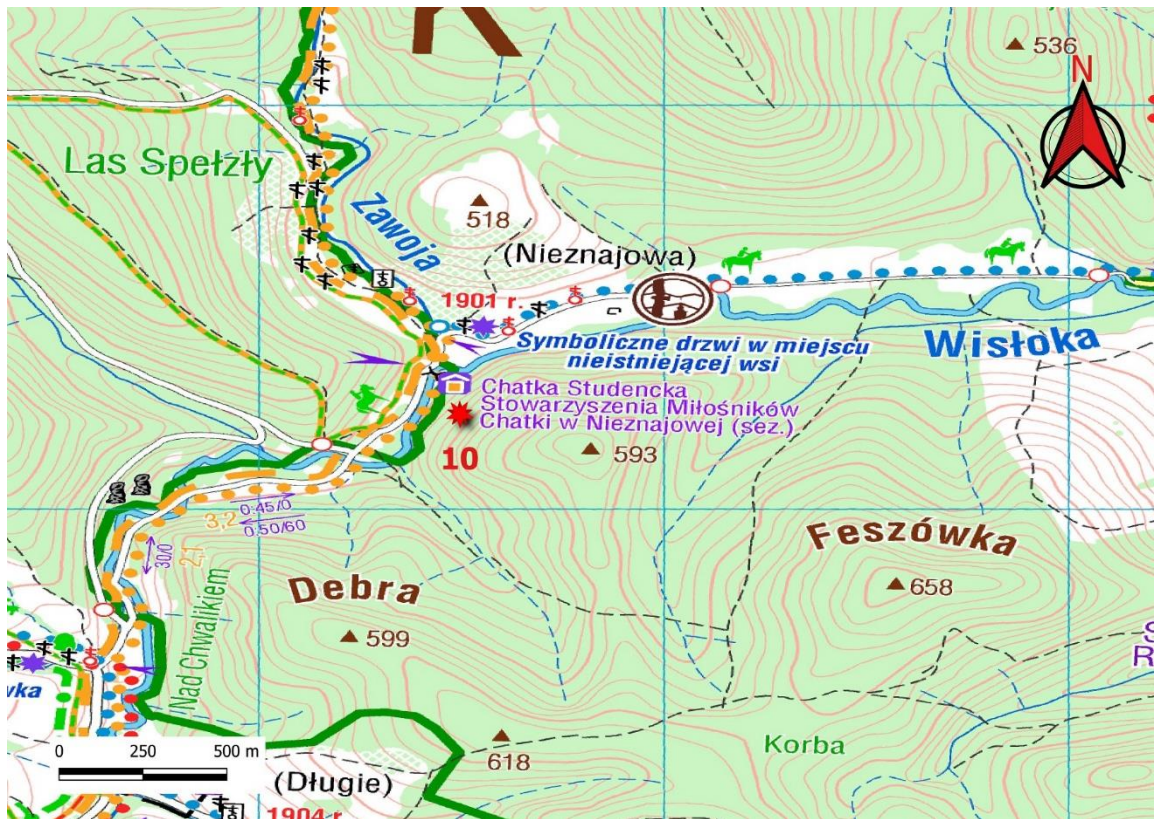 K
536
N
Las Spełzły
Zawoja
518
(Nieznajowa)
1901 r.
Symboliczne drzwi w miejscu
nieistniejącej wsi
Wisłoka
Chatka Studencka
Stowarzyszenia Miłośników
Chatki w Nieznajowej (sez.)
10
593
3,2
0:45/0
0:50/60
30/0
2,1
Feszówka
658
Debra
599
Nad Chwalikiem
S
R
wka
0 250 500 m
618
Korba
(Długie)
1904 r.